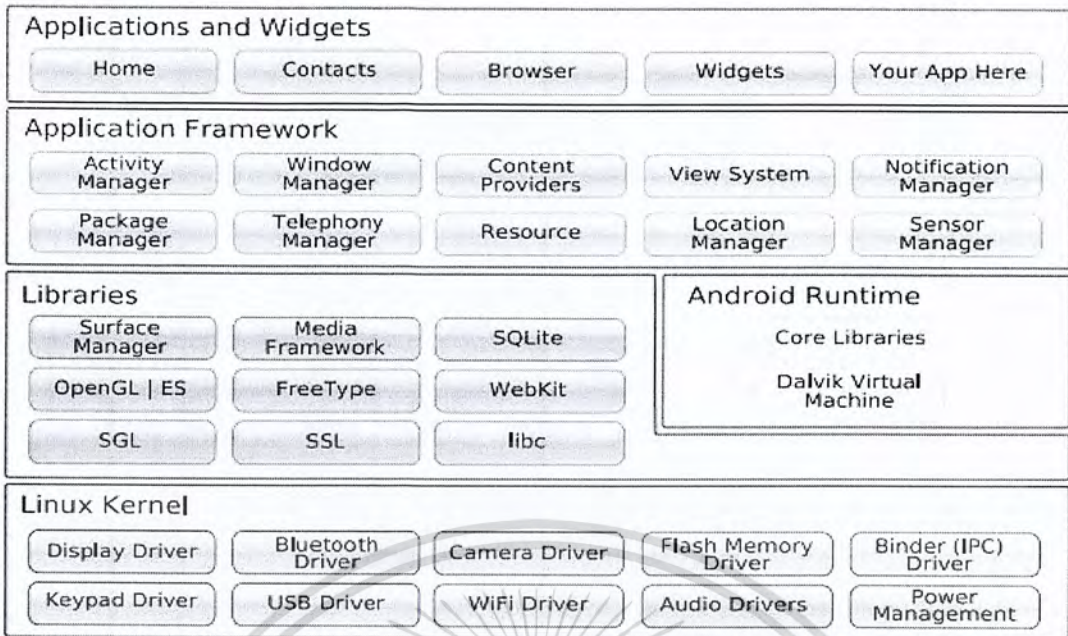 Applications and Widgets
Home Contacts Browser Widgets Your App Here
Application Framework
Activity Manager Window Manager Content Providers View System Notification Manager
Package Manager Telephony Manager Resource Location Manager Sensor Manager
Libraries
Surface Manager Media Framework SQLite
OpenGL|ES FreeType WebKit
SGL SSL libc
Android Runtime
Core Libraries
Dalvik Virtual Machine
Linux Kernel
Display Driver Bluetooth Driver Camera Driver Flash Memory Driver Binder (IPC) Driver
Keypad Driver USB Driver WiFi Driver Audio Drivers Power Management